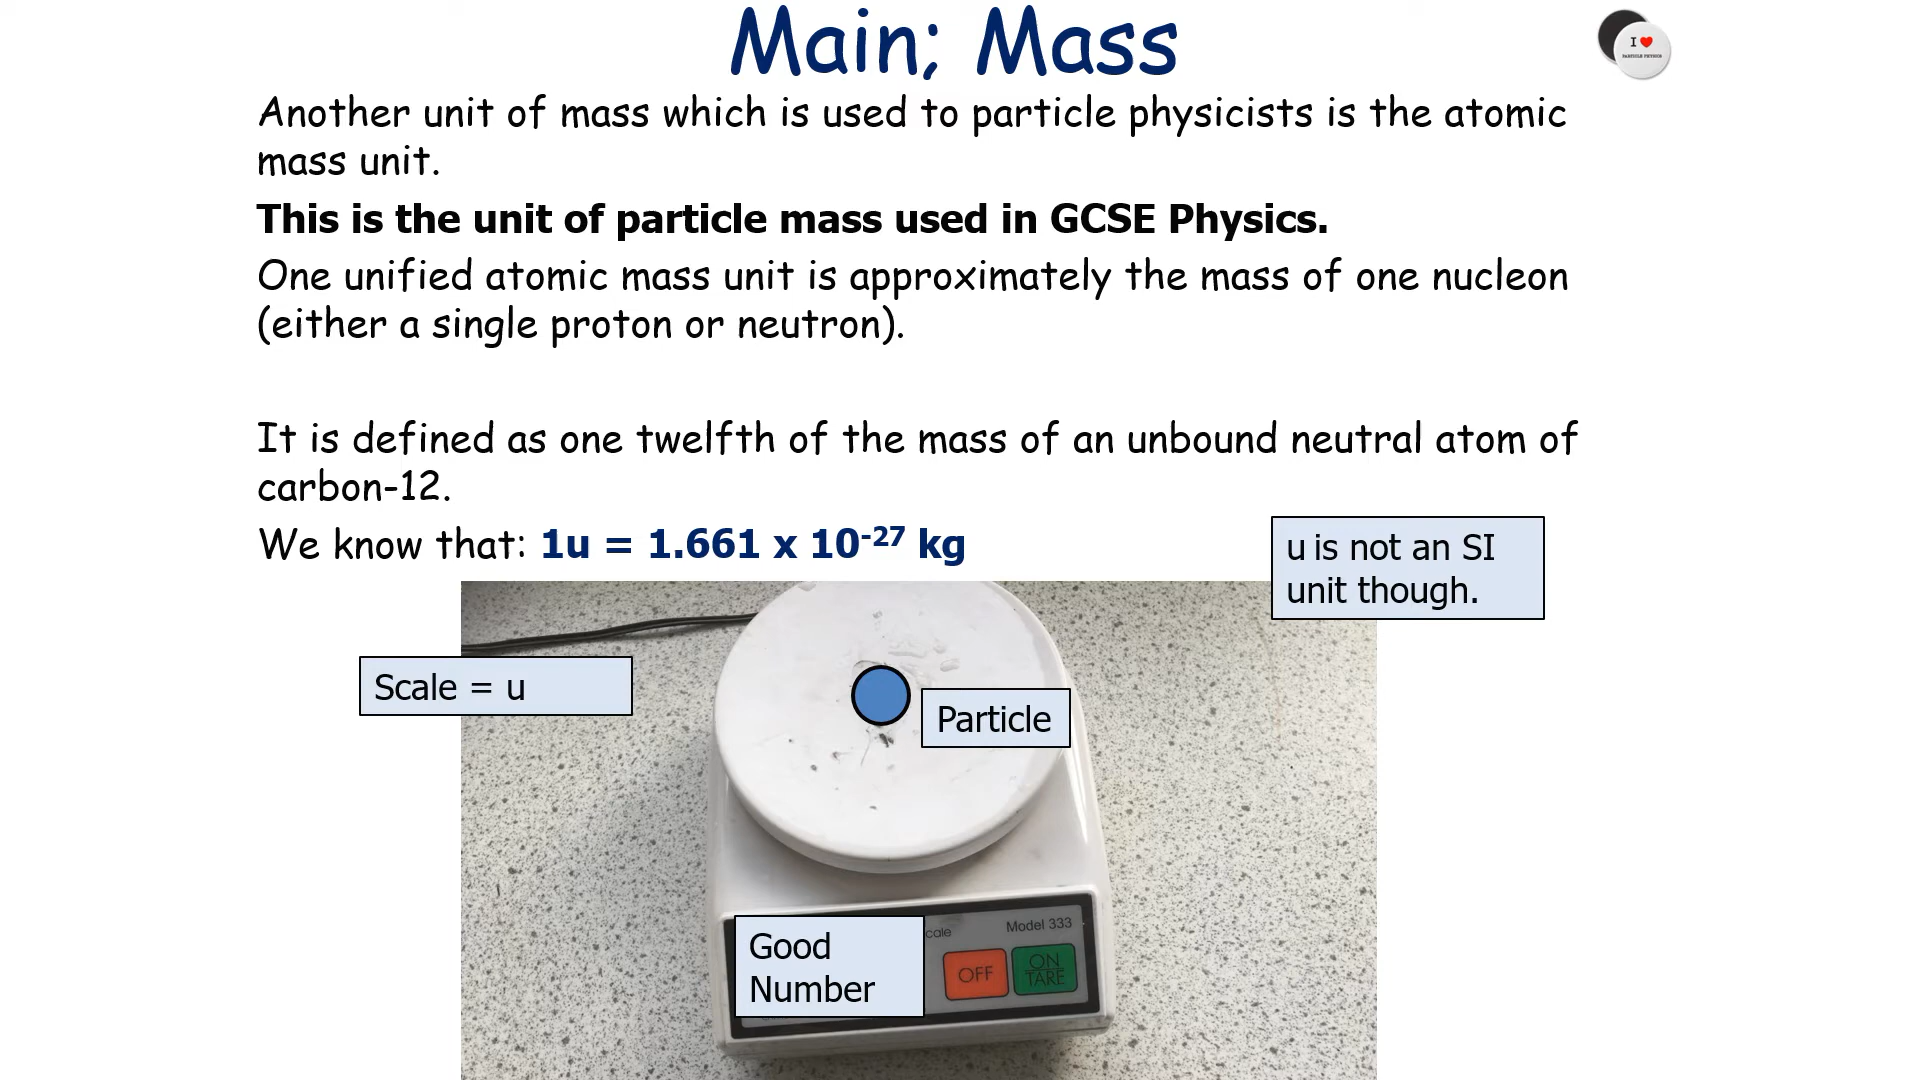 Main; Mass
I ♥
PARTICLE PHYSICS
Another unit of mass which is used to particle physicists is the atomic
mass unit.
This is the unit of particle mass used in GCSE Physics.
One unified atomic mass unit is approximately the mass of one nucleon
(either a single proton or neutron).
It is defined as one twelfth of the mass of an unbound neutral atom of
carbon-12.
We know that: 1u = 1.661 x 10⁻²⁷ kg
u is not an SI
unit though.
Scale = u
Particle
Good
Number
Model 333
OFF
ON
TARE